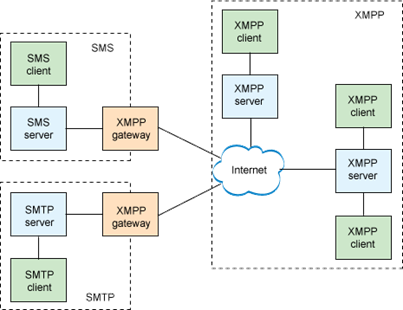 SMS
SMS
client
SMS
server
XMPP
gateway
XMPP
XMPP
client
XMPP
server
XMPP
client
XMPP
server
XMPP
client
Internet
SMTP
server
XMPP
gateway
SMTP
client
SMTP